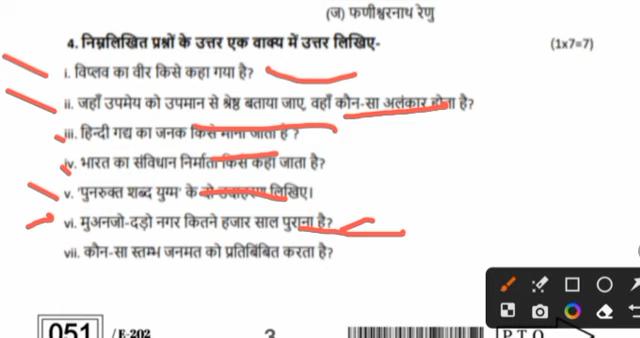 (ज) फणीश्वरनाथ रेणु
4. निम्नलिखित प्रश्नों के उत्तर एक वाक्य में उत्तर लिखिए- (1x7=7)
i. विप्लव का वीर किसे कहा गया है?
ii. जहाँ उपमेय को उपमान से श्रेष्ठ बताया जाए, वहाँ कौन-सा अलंकार होता है?
iii. हिन्दी गद्य का जनक किसे माना जाता है ?
iv. भारत का संविधान निर्माता किसे कहा जाता है?
v. 'पुनरुक्त शब्द युग्म' के दो उदाहरण लिखिए।
vi. मुअनजो-दड़ो नगर कितने हजार साल पुराना है?
vii. कौन-सा स्तम्भ जनमत को प्रतिबिंबित करता है?
051 / E-202 3 P.T.O